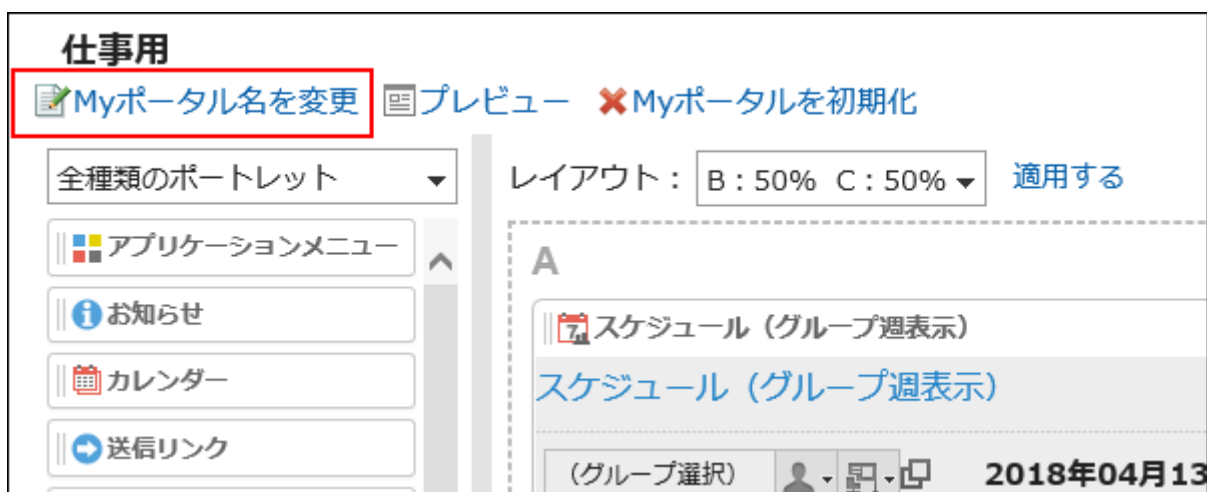 仕事用
Myポータル名を変更 プレビュー Myポータルを初期化
全種類のポートレット
レイアウト： B：50% C：50% 適用する
アプリケーションメニュー
お知らせ
カレンダー
送信リンク
A
スケジュール（グループ週表示）
スケジュール（グループ週表示）
（グループ選択） 2018年04月13